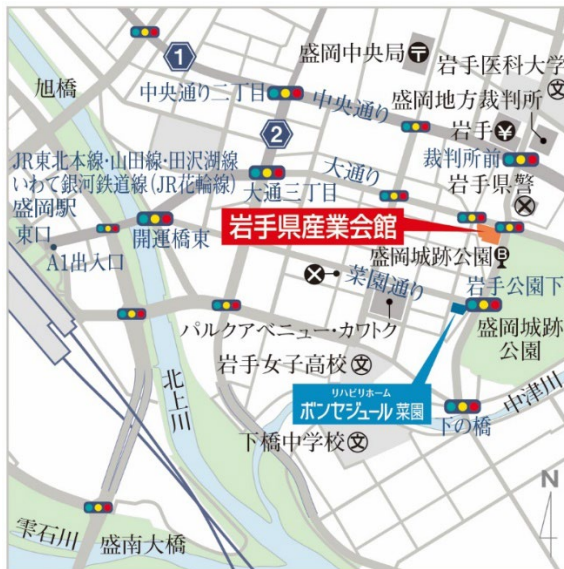 1
盛岡中央局
岩手医科大学
旭橋
中央通り二丁目
中央通り
盛岡地方裁判所
岩手
裁判所前
2
JR東北本線・山田線・田沢湖線
いわて銀河鉄道線(JR花輪線)
盛岡駅
大通三丁目
大通り
岩手県警
東口
開運橋東
岩手県産業会館
A1出入口
盛岡城跡公園
菜園通り
岩手公園下
パルクアベニュー・カワトク
盛岡城跡
公園
岩手女子高校
リハビリホーム
ボンセジュール菜園
北上川
中津川
下橋中学校
下の橋
雫石川
盛南大橋
N